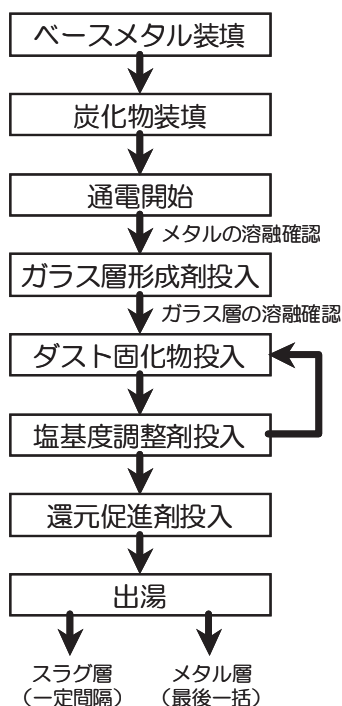 ベースメタル装填
炭化物装填
通電開始
メタルの溶融確認
ガラス層形成剤投入
ガラス層の溶融確認
ダスト固化物投入
塩基度調整剤投入
還元促進剤投入
出湯
スラグ層 メタル層
（一定間隔） （最後一括）